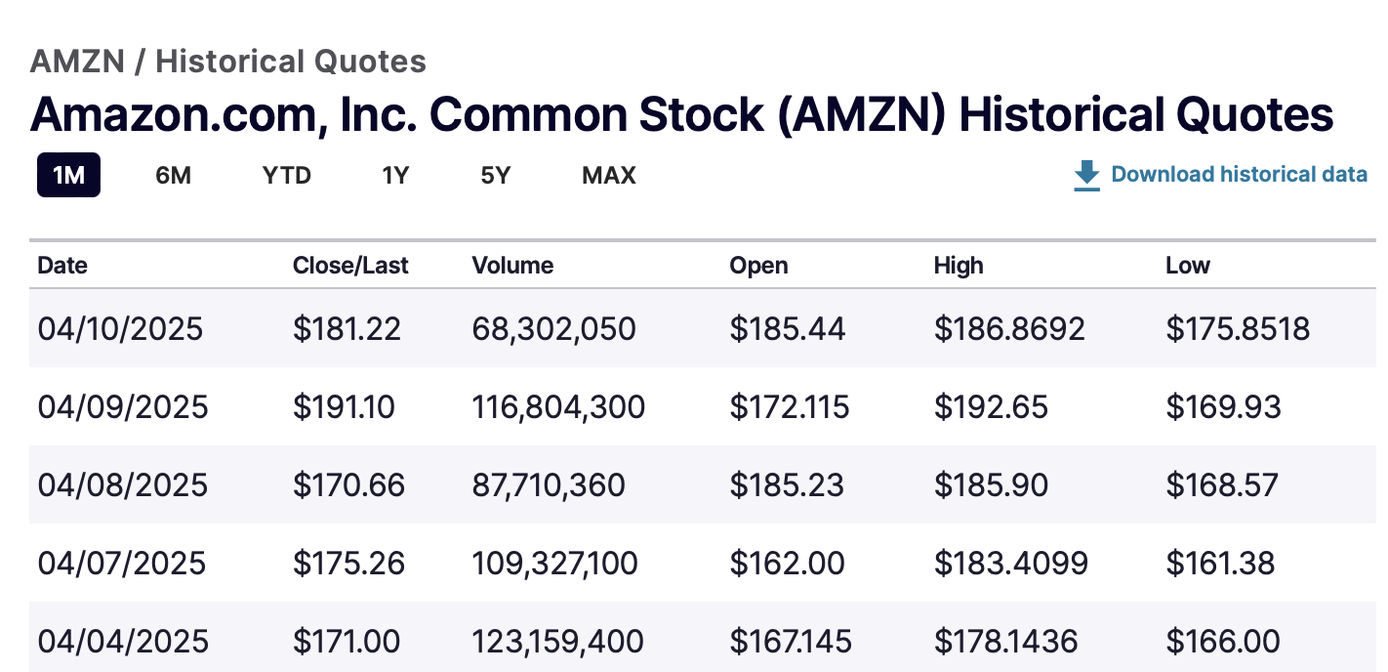 AMZN / Historical Quotes
Amazon.com, Inc. Common Stock (AMZN) Historical Quotes
1M 6M YTD 1Y 5Y MAX Download historical data
Date Close/Last Volume Open High Low
04/10/2025 $181.22 68,302,050 $185.44 $186.8692 $175.8518
04/09/2025 $191.10 116,804,300 $172.115 $192.65 $169.93
04/08/2025 $170.66 87,710,360 $185.23 $185.90 $168.57
04/07/2025 $175.26 109,327,100 $162.00 $183.4099 $161.38
04/04/2025 $171.00 123,159,400 $167.145 $178.1436 $166.00